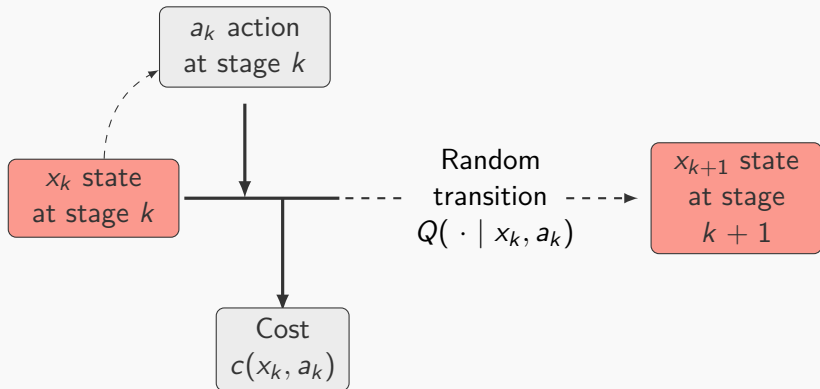 a_k action
at stage k
x_k state
at stage k
Random
transition
Q( · | x_k, a_k)
x_{k+1} state
at stage
k + 1
Cost
c(x_k, a_k)